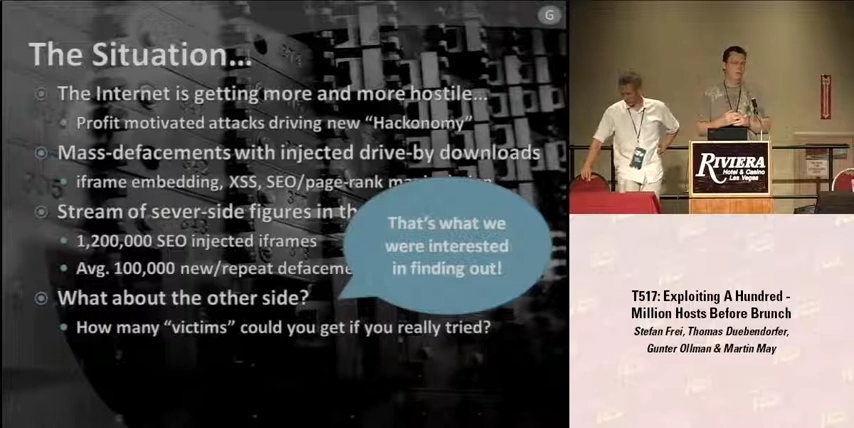 G
The Situation...
The Internet is getting more and more hostile...
Profit motivated attacks driving new "Hackonomy"
Mass-defacements with injected drive-by downloads
iframe embedding, XSS, SEO/page-rank
Stream of sever-side figures in th
1,200,000 SEO injected iframes
Avg. 100,000 new/repeat defaceme
What about the other side?
How many "victims" could you get if you really tried?
That's what we
were interested
in finding out!
RIVIERA
Hotel & Casino
Las Vegas
T517: Exploiting A Hundred -
Million Hosts Before Brunch
Stefan Frei, Thomas Duebendorfer,
Gunter Ollman & Martin May